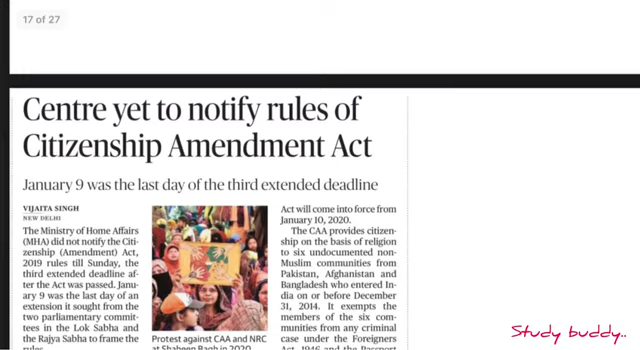 17 of 27
Centre yet to notify rules of
Citizenship Amendment Act
January 9 was the last day of the third extended deadline
VIJAITA SINGH
NEW DELHI
The Ministry of Home Affairs
(MHA) did not notify the Citi-
zenship (Amendment) Act,
2019 rules till Sunday, the
third extended deadline af-
ter the Act was passed. Janu-
ary 9 was the last day of an
extension it sought from the
two parliamentary commit-
tees in the Lok Sabha and
the Rajya Sabha to frame the
rules.
Protest against CAA and NRC
at Shaheen Bagh in 2020
Act will come into force from
January 10, 2020.
The CAA provides citizen-
ship on the basis of religion
to six undocumented non-
Muslim communities from
Pakistan, Afghanistan and
Bangladesh who entered In-
dia on or before December
31, 2014. It exempts the
members of the six com-
munities from any criminal
case under the Foreigners
Act, 1946 and the Passport
Study buddy..